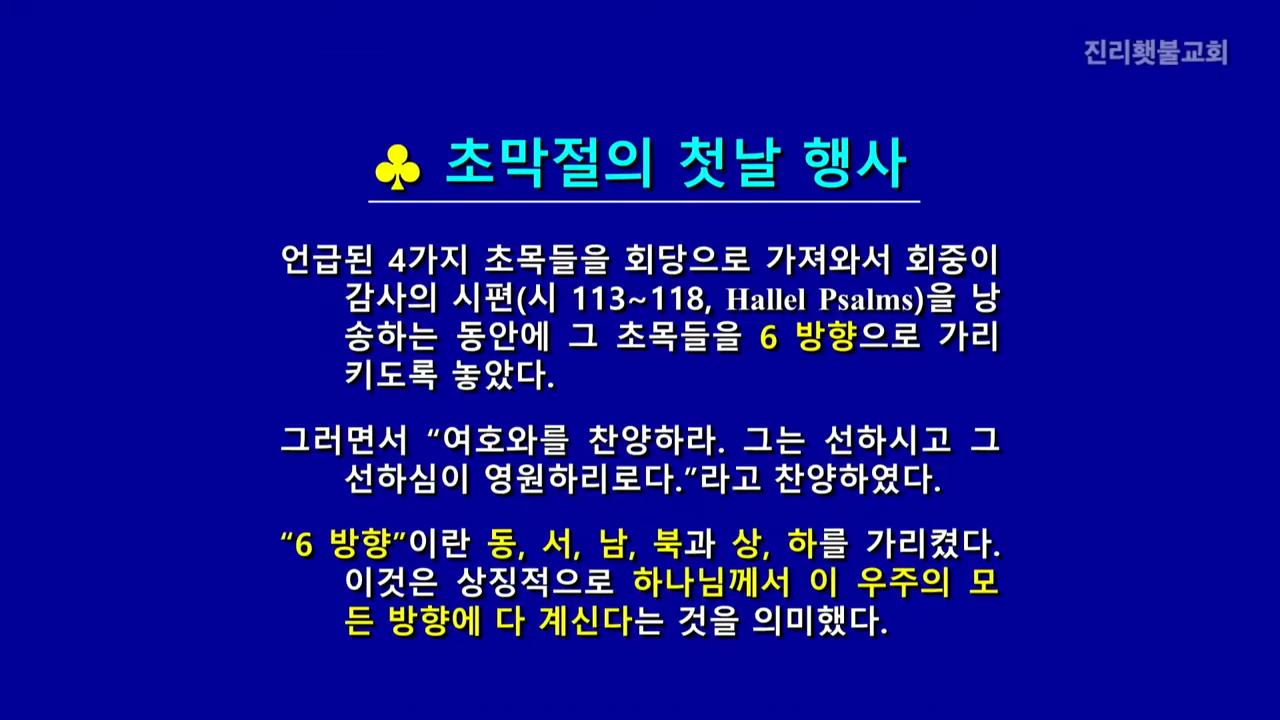 진리횃불교회
♣ 초막절의 첫날 행사
언급된 4가지 초목들을 회당으로 가져와서 회중이
감사의 시편(시 113~118, Hallel Psalms)을 낭
송하는 동안에 그 초목들을 6 방향으로 가리
키도록 놓았다.
그러면서 “여호와를 찬양하라. 그는 선하시고 그
선하심이 영원하리로다.”라고 찬양하였다.
“6 방향”이란 동, 서, 남, 북과 상, 하를 가리켰다.
이것은 상징적으로 하나님께서 이 우주의 모
든 방향에 다 계신다는 것을 의미했다.